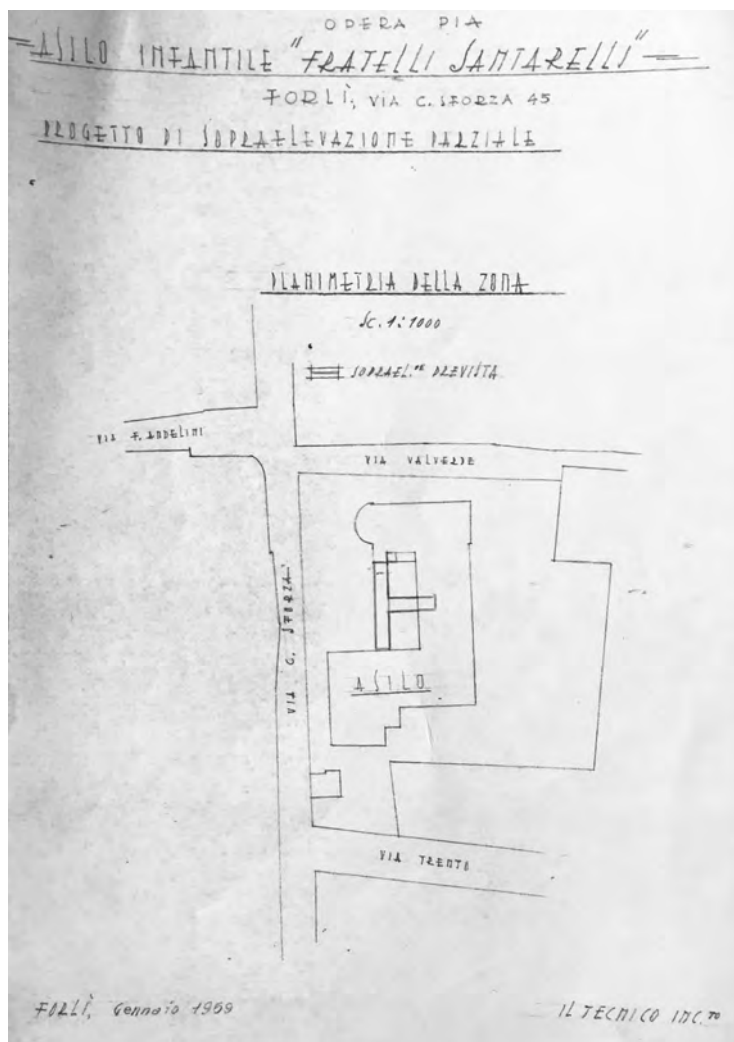 OPERA PIA
ASILO INFANTILE "FRATELLI SANTARELLI"
FORLÌ, VIA C. SFORZA 45
PROGETTO DI SOPRAELEVAZIONE PARZIALE
PLANIMETRIA DELLA ZONA
SC. 1:1000
SOPRAEL.NE PREVISTA
VIA F. ANDELINI
VIA VALVERDE
VIA C. SFORZA
ASILO
VIA TRENTO
FORLÌ, Gennaio 1959
IL TECNICO INC.TO